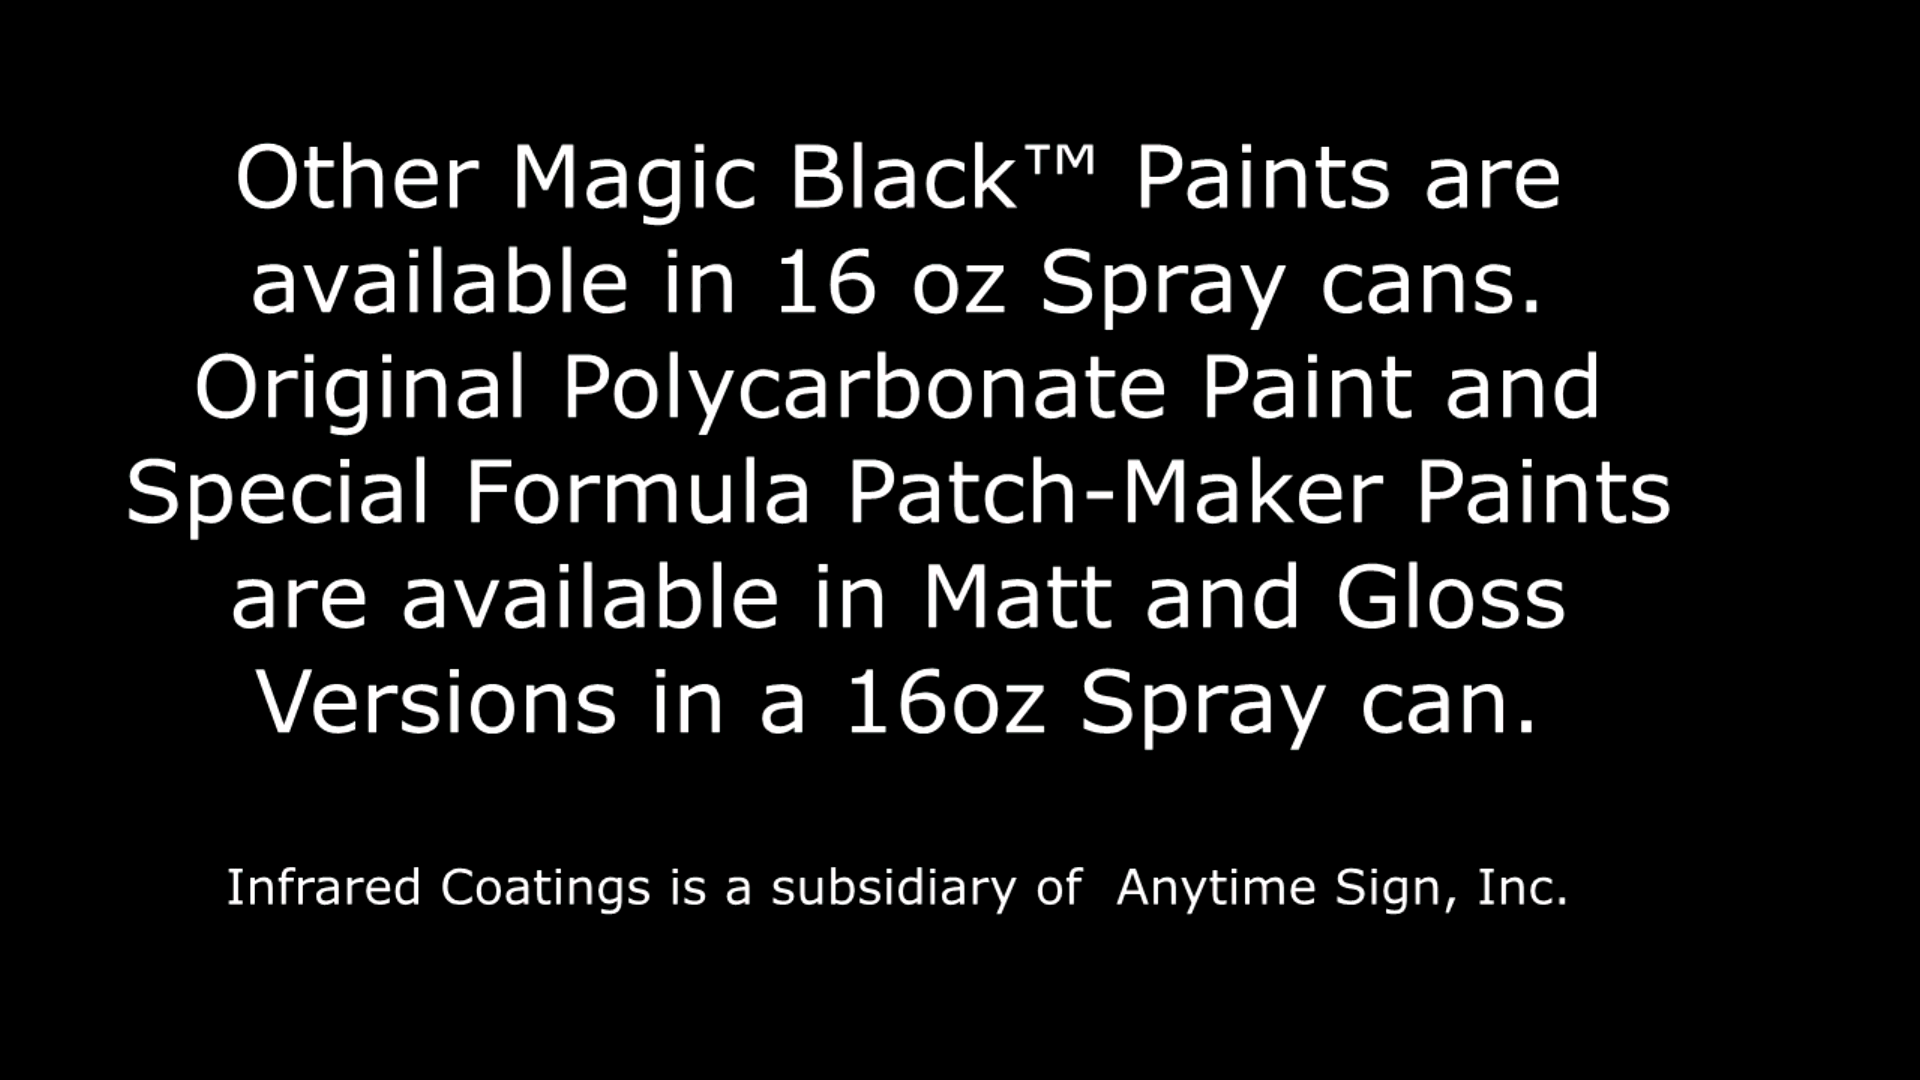 Other Magic Black™ Paints are
available in 16 oz Spray cans.
Original Polycarbonate Paint and
Special Formula Patch-Maker Paints
are available in Matt and Gloss
Versions in a 16oz Spray can.
Infrared Coatings is a subsidiary of  Anytime Sign, Inc.